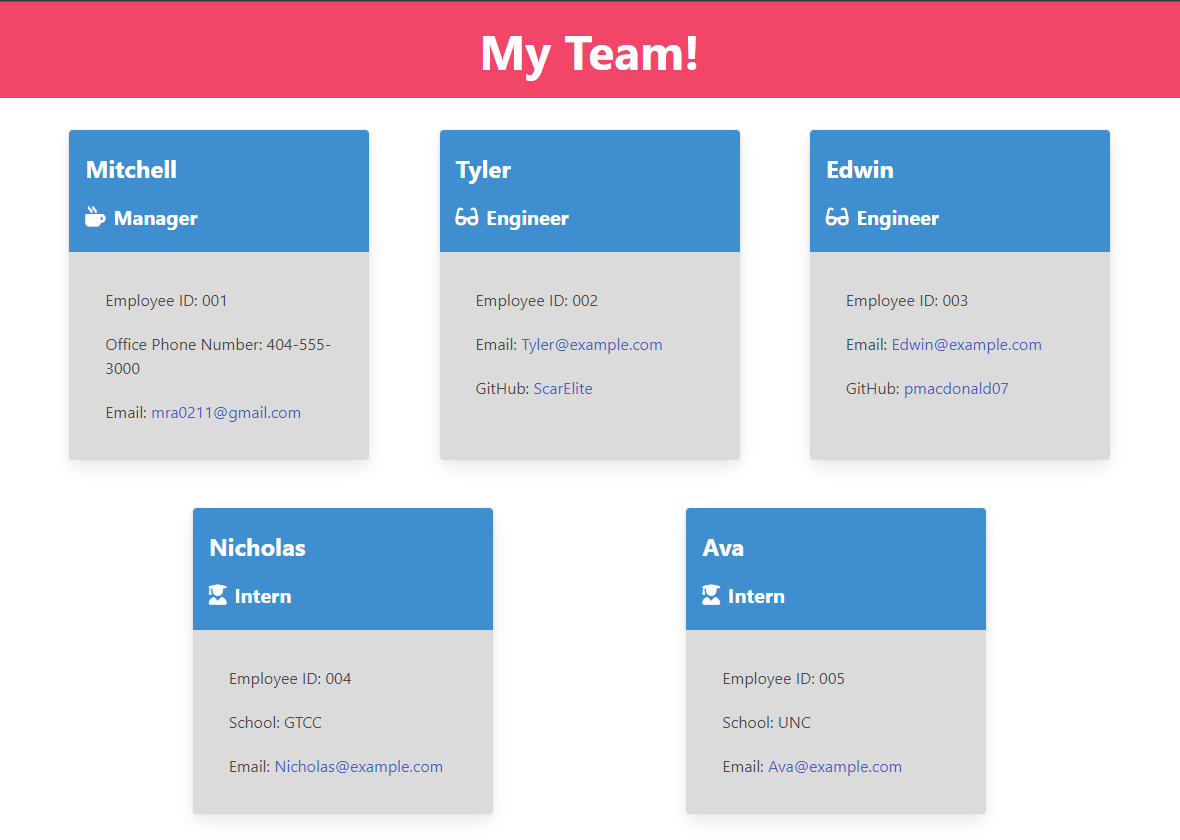 My Team!
Mitchell
Manager
Employee ID: 001
Office Phone Number: 404-555-
3000
Email: mra0211@gmail.com
Tyler
Engineer
Employee ID: 002
Email: Tyler@example.com
GitHub: ScarElite
Edwin
Engineer
Employee ID: 003
Email: Edwin@example.com
GitHub: pmacdonald07
Nicholas
Intern
Employee ID: 004
School: GTCC
Email: Nicholas@example.com
Ava
Intern
Employee ID: 005
School: UNC
Email: Ava@example.com